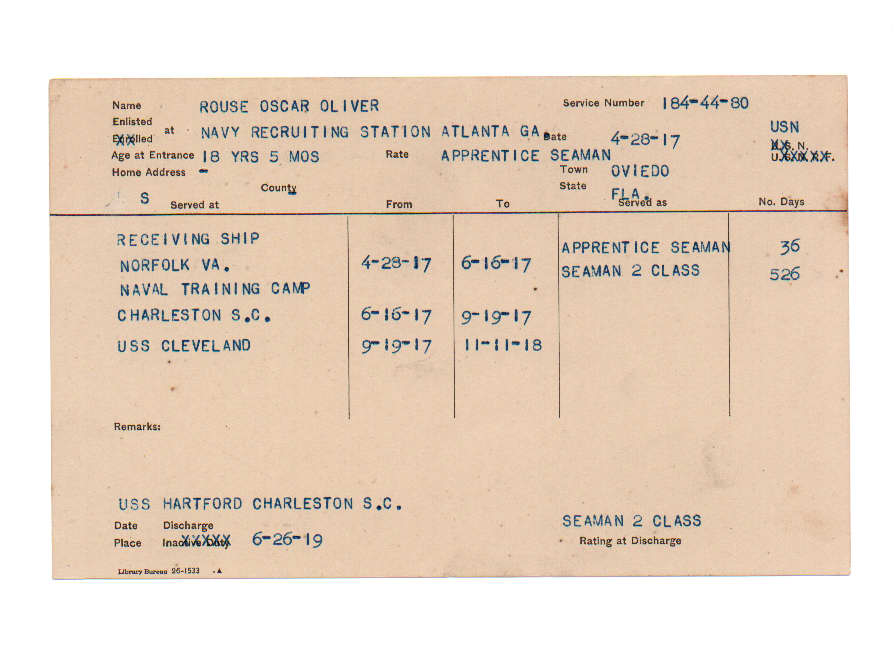 Name ROUSE OSCAR OLIVER Service Number 184-44-80
Enlisted
at NAVY RECRUITING STATION ATLANTA GA. Date 4-28-17 USN
Age at Entrance 18 YRS 5 MOS Rate APPRENTICE SEAMAN
Home Address - Town OVIEDO
County State FLA.
S Served at From To Served as No. Days
RECEIVING SHIP APPRENTICE SEAMAN 36
NORFOLK VA. 4-28-17 6-16-17 SEAMAN 2 CLASS 526
NAVAL TRAINING CAMP
CHARLESTON S.C. 6-16-17 9-19-17
USS CLEVELAND 9-19-17 11-11-18
Remarks:
USS HARTFORD CHARLESTON S.C.
Date Discharge SEAMAN 2 CLASS
Place Inactive Duty 6-26-19 Rating at Discharge
Library Bureau 26-1533